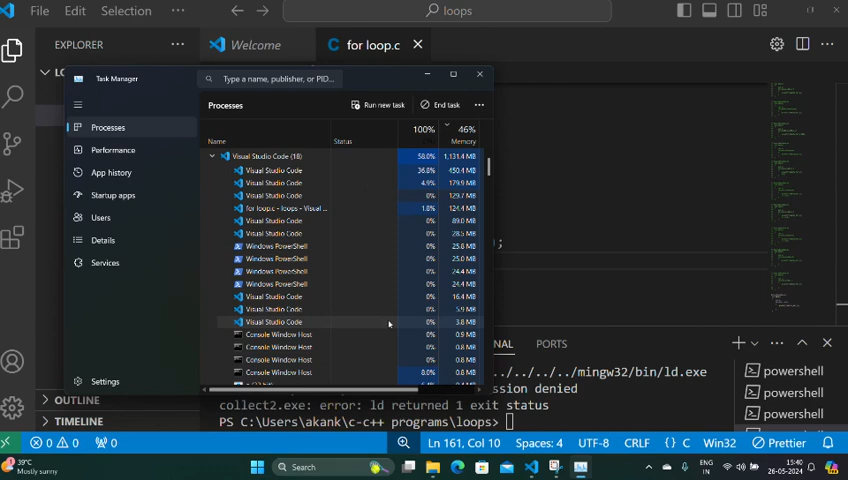 File Edit Selection ··· loops
EXPLORER ··· Welcome C for loop.c
Task Manager Type a name, publisher, or PID...
Processes Run new task End task ···
Processes
Performance
App history
Startup apps
Users
Details
Services
Settings
100% 46%
Name Status Memory
Visual Studio Code (18) 58.0% 1,131.4 MB
Visual Studio Code 36.8% 450.4 MB
Visual Studio Code 4.9% 179.9 MB
Visual Studio Code 0% 129.7 MB
for loop.c - loops - Visual ... 1.8% 124.4 MB
Visual Studio Code 0% 89.0 MB
Visual Studio Code 0% 28.5 MB
Windows PowerShell 0% 25.8 MB
Windows PowerShell 0% 25.0 MB
Windows PowerShell 0% 24.4 MB
Windows PowerShell 0% 24.4 MB
Visual Studio Code 0% 16.4 MB
Visual Studio Code 0% 5.9 MB
Visual Studio Code 0% 3.8 MB
Console Window Host 0% 0.9 MB
Console Window Host 0% 0.8 MB
Console Window Host 0% 0.8 MB
Console Window Host 8.0% 0.8 MB
);
NAL PORTS
../../../../mingw32/bin/ld.exe
ssion denied
collect2.exe: error: ld returned 1 exit status
PS C:\Users\akank\c-c++ programs\loops>
powershell
powershell
powershell
OUTLINE
TIMELINE
0 0 0 Ln 161, Col 10 Spaces: 4 UTF-8 CRLF {} C Win32 Prettier
39°C
Mostly sunny
Search
ENG
IN
15:40
26-05-2024